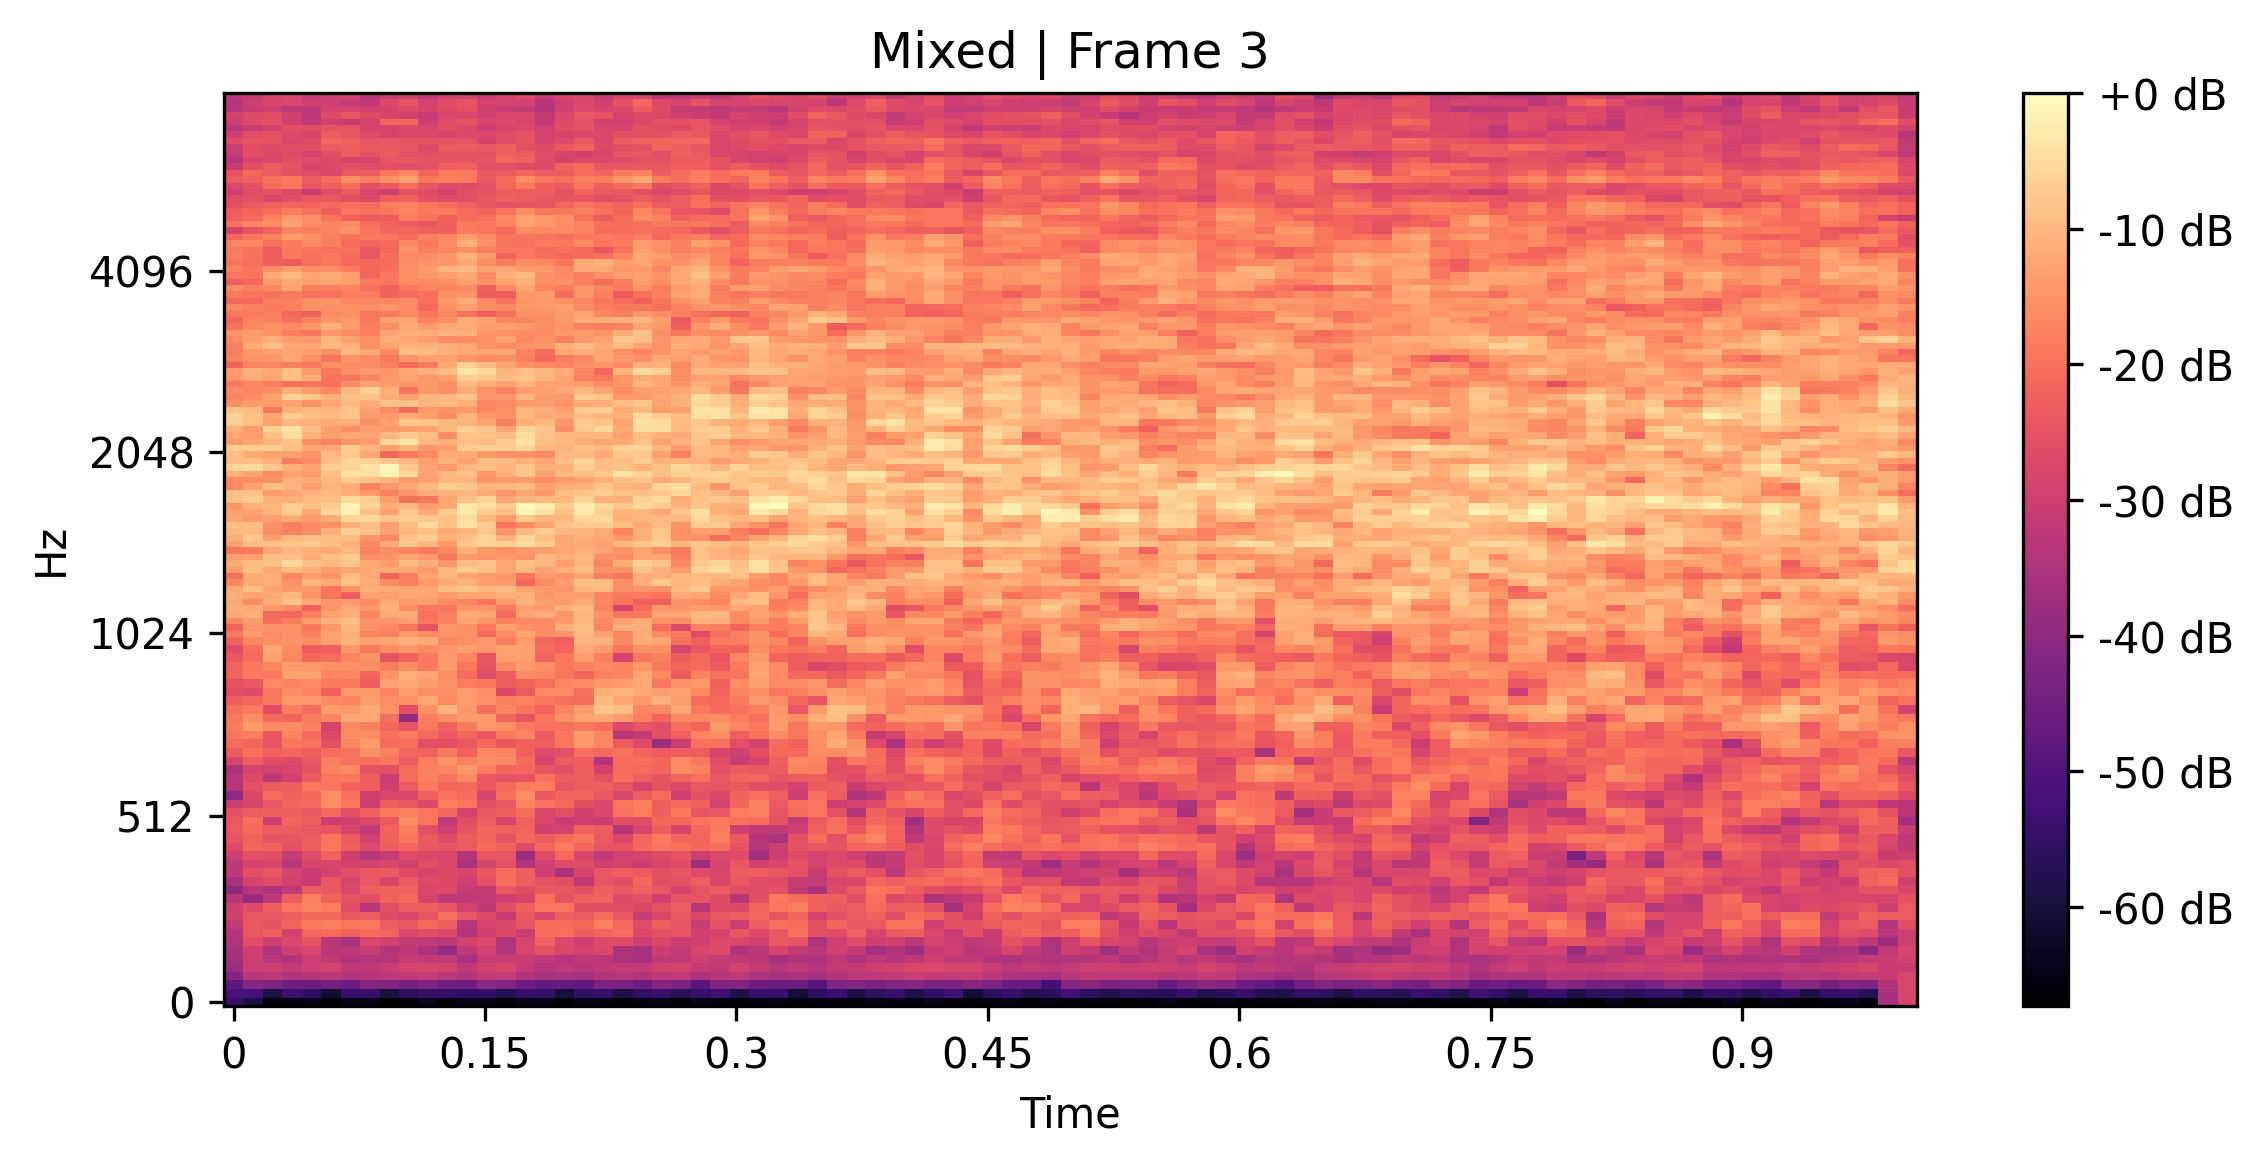 Mixed | Frame 3
Hz
4096
2048
1024
512
0
0 0.15 0.3 0.45 0.6 0.75 0.9
Time
+0 dB
-10 dB
-20 dB
-30 dB
-40 dB
-50 dB
-60 dB